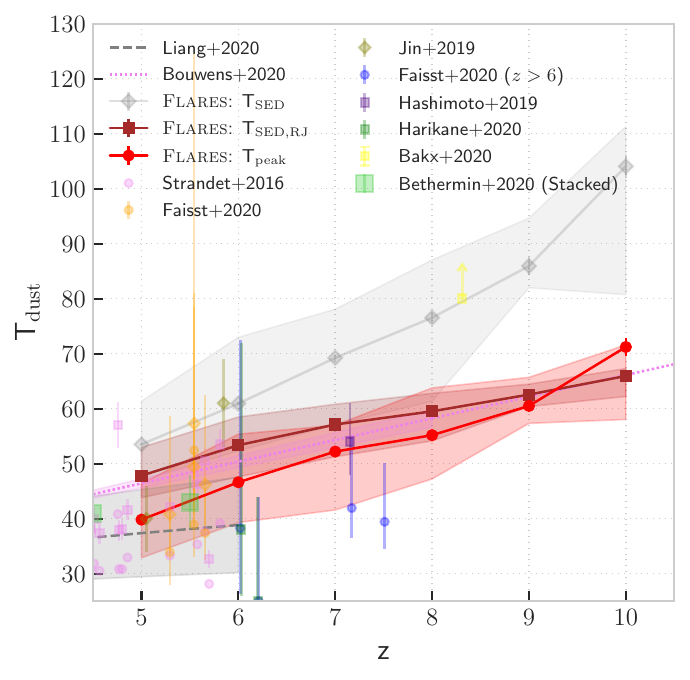 130
120
110
100
90
80
70
60
50
40
30
T_dust
Liang+2020
Bouwens+2020
FLARES: T_SED
FLARES: T_SED,RJ
FLARES: T_peak
Strandet+2016
Faisst+2020
Jin+2019
Faisst+2020 (z > 6)
Hashimoto+2019
Harikane+2020
Bakx+2020
Bethermin+2020 (Stacked)
5 6 7 8 9 10
z